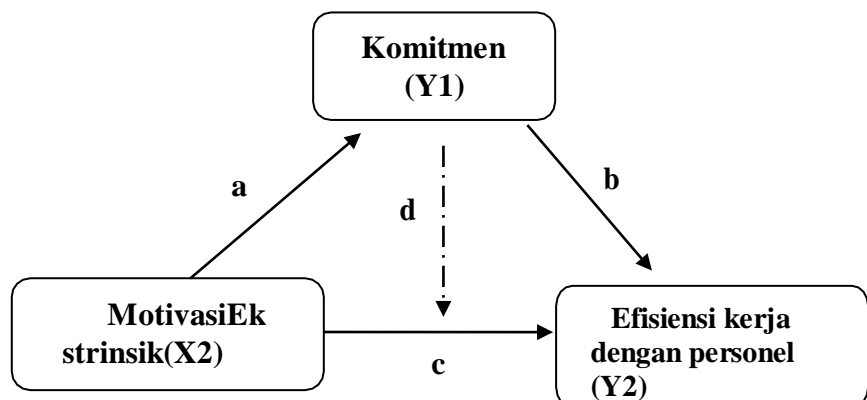 Komitmen
(Y1)
a
d
b
MotivasiEk
strinsik(X2)
c
Efisiensi kerja
dengan personel
(Y2)